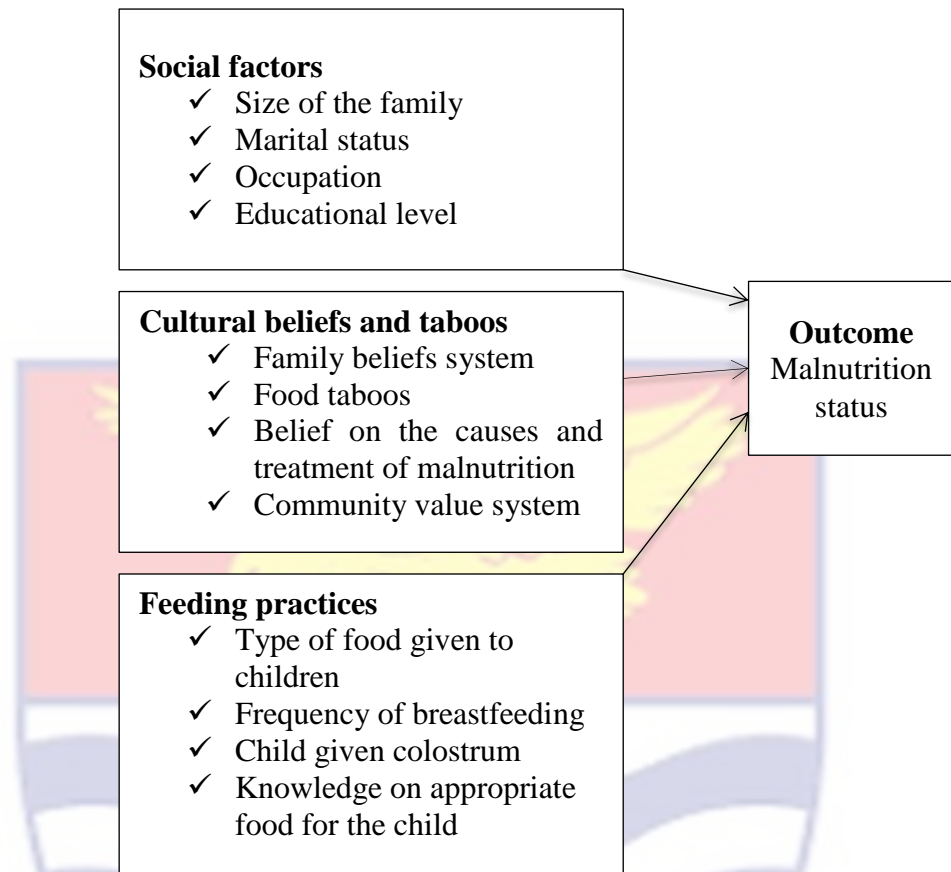 Social factors
✓ Size of the family
✓ Marital status
✓ Occupation
✓ Educational level
Cultural beliefs and taboos
✓ Family beliefs system
✓ Food taboos
✓ Belief on the causes and
treatment of malnutrition
✓ Community value system
Feeding practices
✓ Type of food given to
children
✓ Frequency of breastfeeding
✓ Child given colostrum
✓ Knowledge on appropriate
food for the child
Outcome
Malnutrition
status